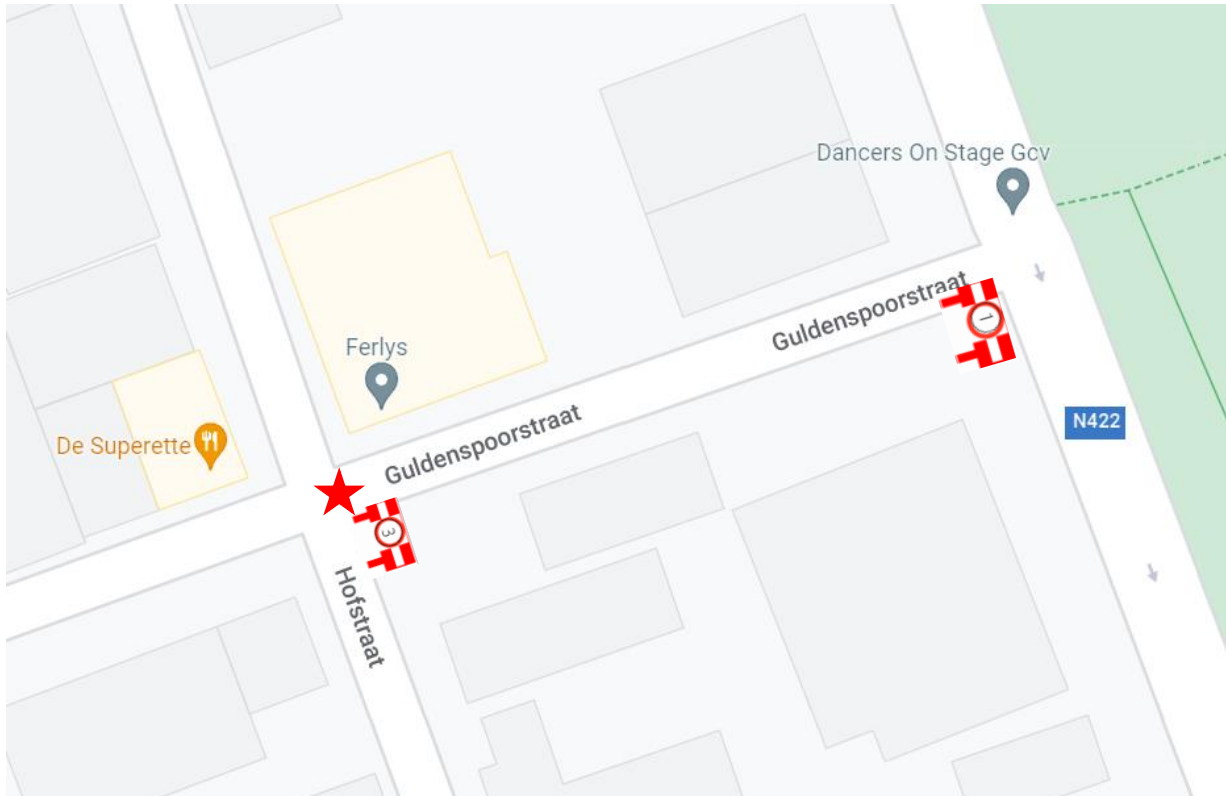 Dancers On Stage Gcv
Guldenspoorstraat
1
Ferlys
N422
De Superette
Guldenspoorstraat
3
Hofstraat